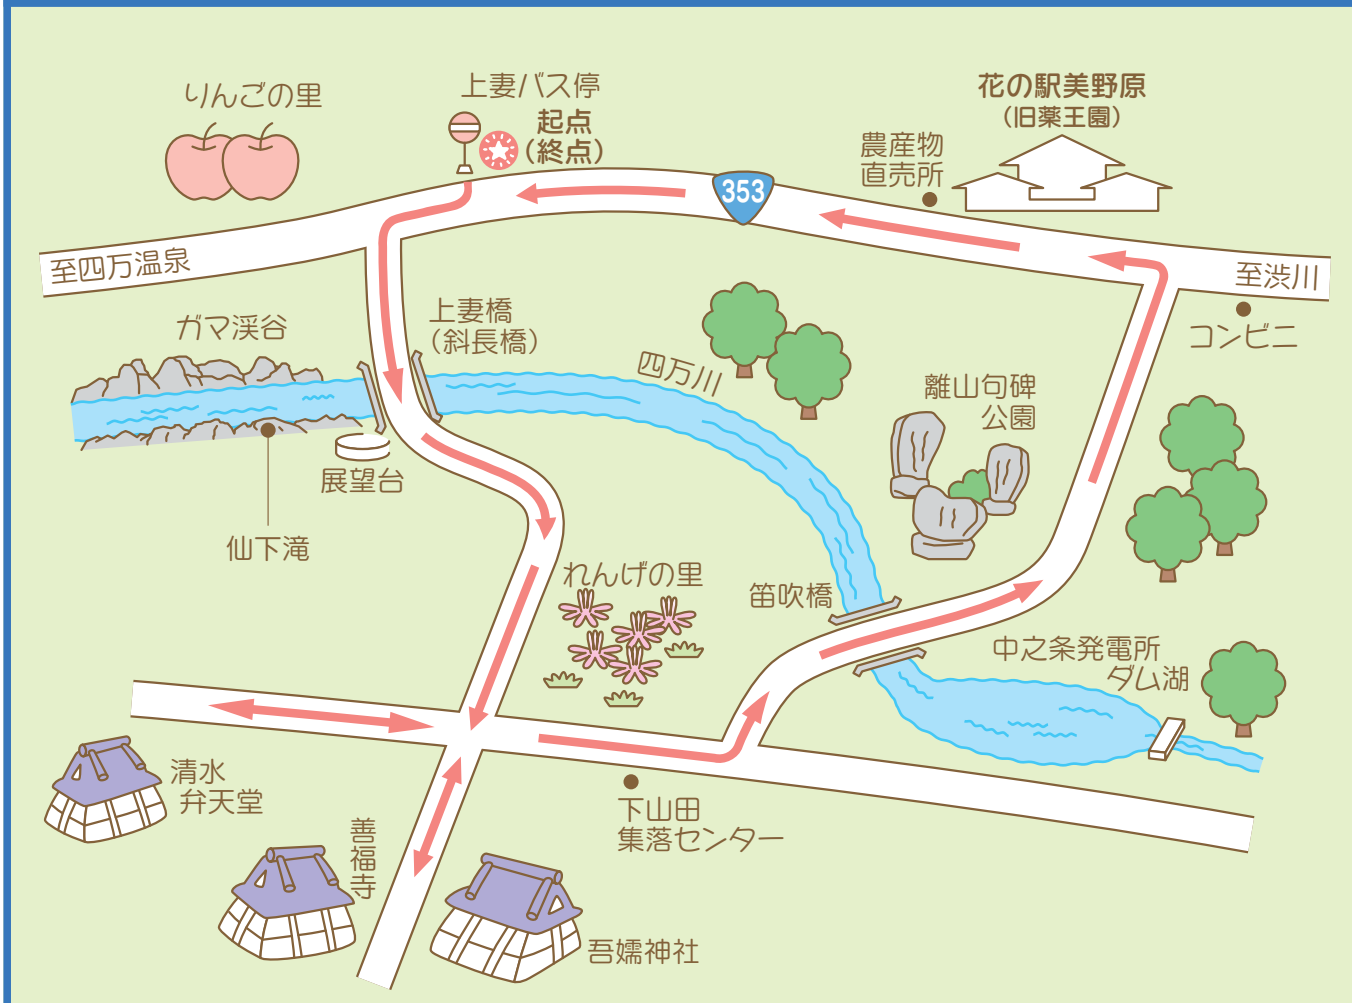 りんごの里
上妻バス停
起点
(終点)
花の駅美野原
(旧薬王園)
農産物
直売所
353
至四万温泉
至渋川
コンビニ
ガマ渓谷
上妻橋
(斜長橋)
四万川
離山句碑
公園
展望台
仙下滝
れんげの里
笛吹橋
中之条発電所
ダム湖
清水
弁天堂
善福寺
下山田
集落センター
吾嬬神社